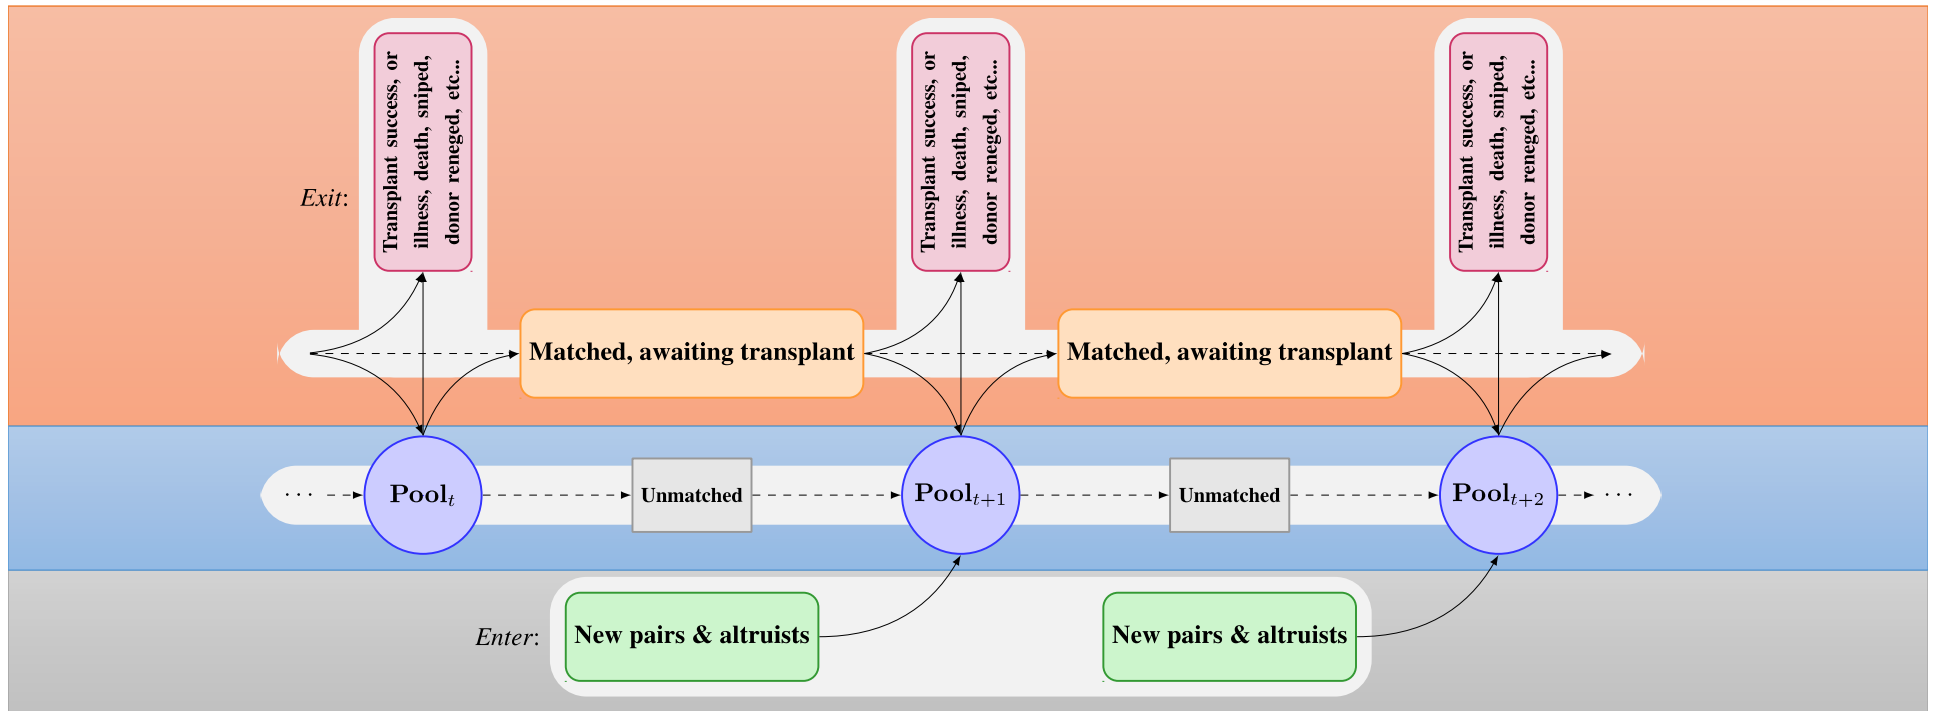 Transplant success, or
illness, death, sniped,
donor reneged, etc...
Transplant success, or
illness, death, sniped,
donor reneged, etc...
Transplant success, or
illness, death, sniped,
donor reneged, etc...
Exit:
Matched, awaiting transplant
Matched, awaiting transplant
··· Pool_t Unmatched Pool_{t+1} Unmatched Pool_{t+2} ···
Enter:
New pairs & altruists
New pairs & altruists